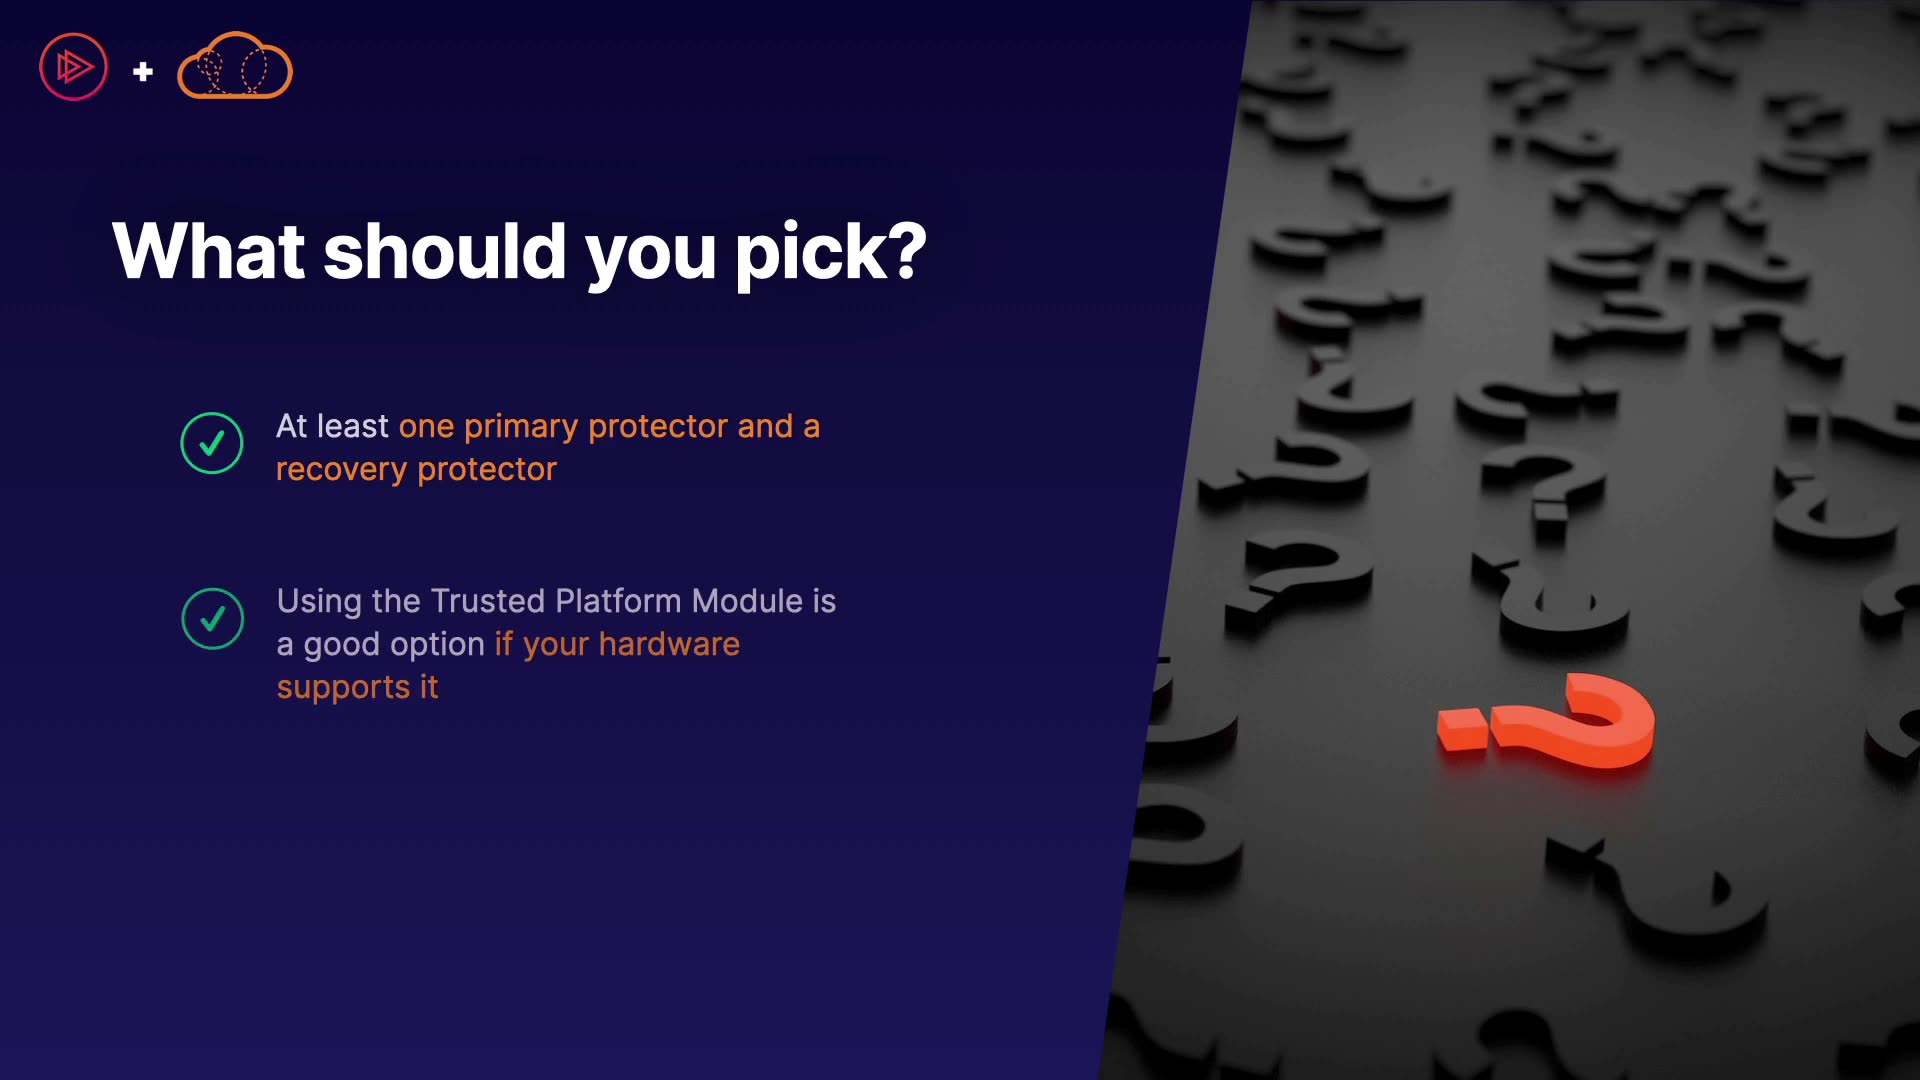 What should you pick?
At least one primary protector and a
recovery protector
Using the Trusted Platform Module is
a good option if your hardware
supports it